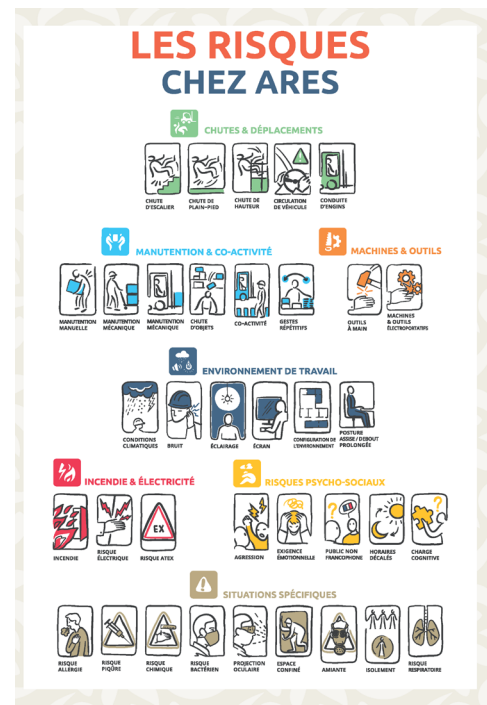 LES RISQUES
CHEZ ARES
CHUTES & DÉPLACEMENTS
CHUTE
D'ESCALIER
CHUTE DE
PLAIN-PIED
CHUTE DE
HAUTEUR
CIRCULATION
DE VÉHICULE
CONDUITE
D'ENGINS
MANUTENTION & CO-ACTIVITÉ
MANUTENTION
MANUELLE
MANUTENTION
MÉCANIQUE
MANUTENTION
MÉCANIQUE
CHUTE
D'OBJETS
CO-ACTIVITÉ
GESTES
RÉPÉTITIFS
MACHINES & OUTILS
OUTILS
À MAIN
MACHINES
& OUTILS
ÉLECTROPORTATIFS
ENVIRONNEMENT DE TRAVAIL
CONDITIONS
CLIMATIQUES
BRUIT
ÉCLAIRAGE
ÉCRAN
CONFIGURATION DE
L'ENVIRONNEMENT
POSTURE
ASSISE / DEBOUT
PROLONGÉE
INCENDIE & ÉLECTRICITÉ
INCENDIE
RISQUE
ÉLECTRIQUE
EX
RISQUE ATEX
RISQUES PSYCHO-SOCIAUX
AGRESSION
EXIGENCE
ÉMOTIONNELLE
?
PUBLIC NON
FRANCOPHONE
HORAIRES
DÉCALÉS
?
CHARGE
COGNITIVE
SITUATIONS SPÉCIFIQUES
RISQUE
ALLERGIE
RISQUE
PIQÛRE
RISQUE
CHIMIQUE
RISQUE
BACTÉRIEN
PROJECTION
OCULAIRE
ESPACE
CONFINÉ
AMIANTE
ISOLEMENT
RISQUE
RESPIRATOIRE